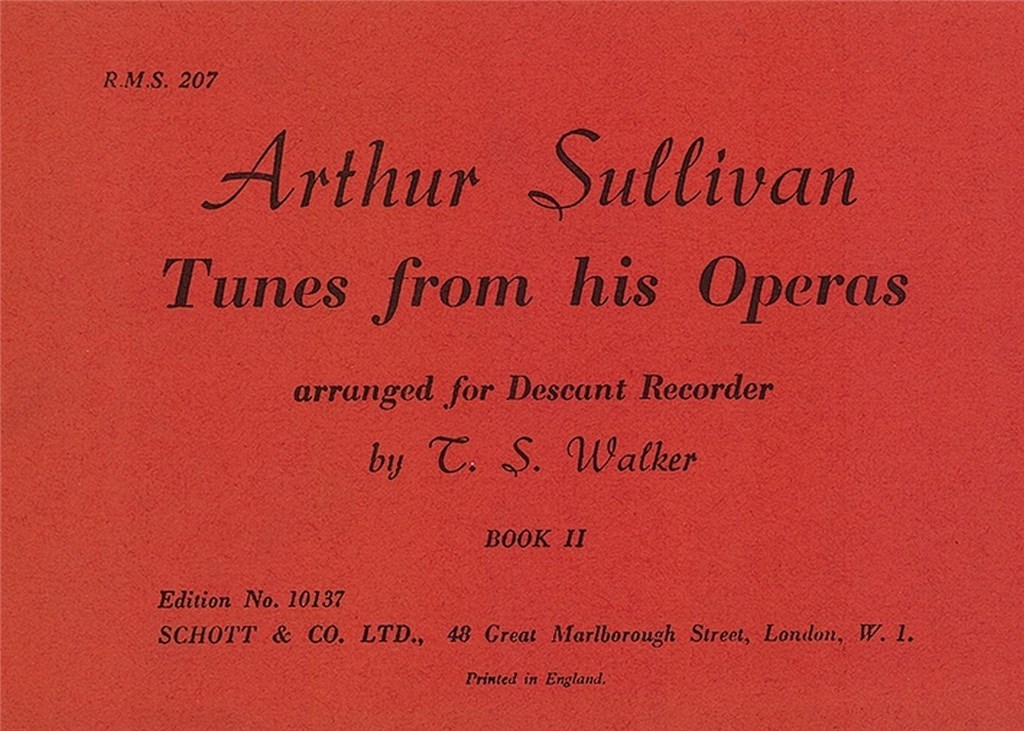 R.M.S. 207
Arthur Sullivan
Tunes from his Operas
arranged for Descant Recorder
by T. S. Walker
BOOK II
Edition No. 10137
SCHOTT & CO. LTD., 48 Great Marlborough Street, London, W. 1.
Printed in England.